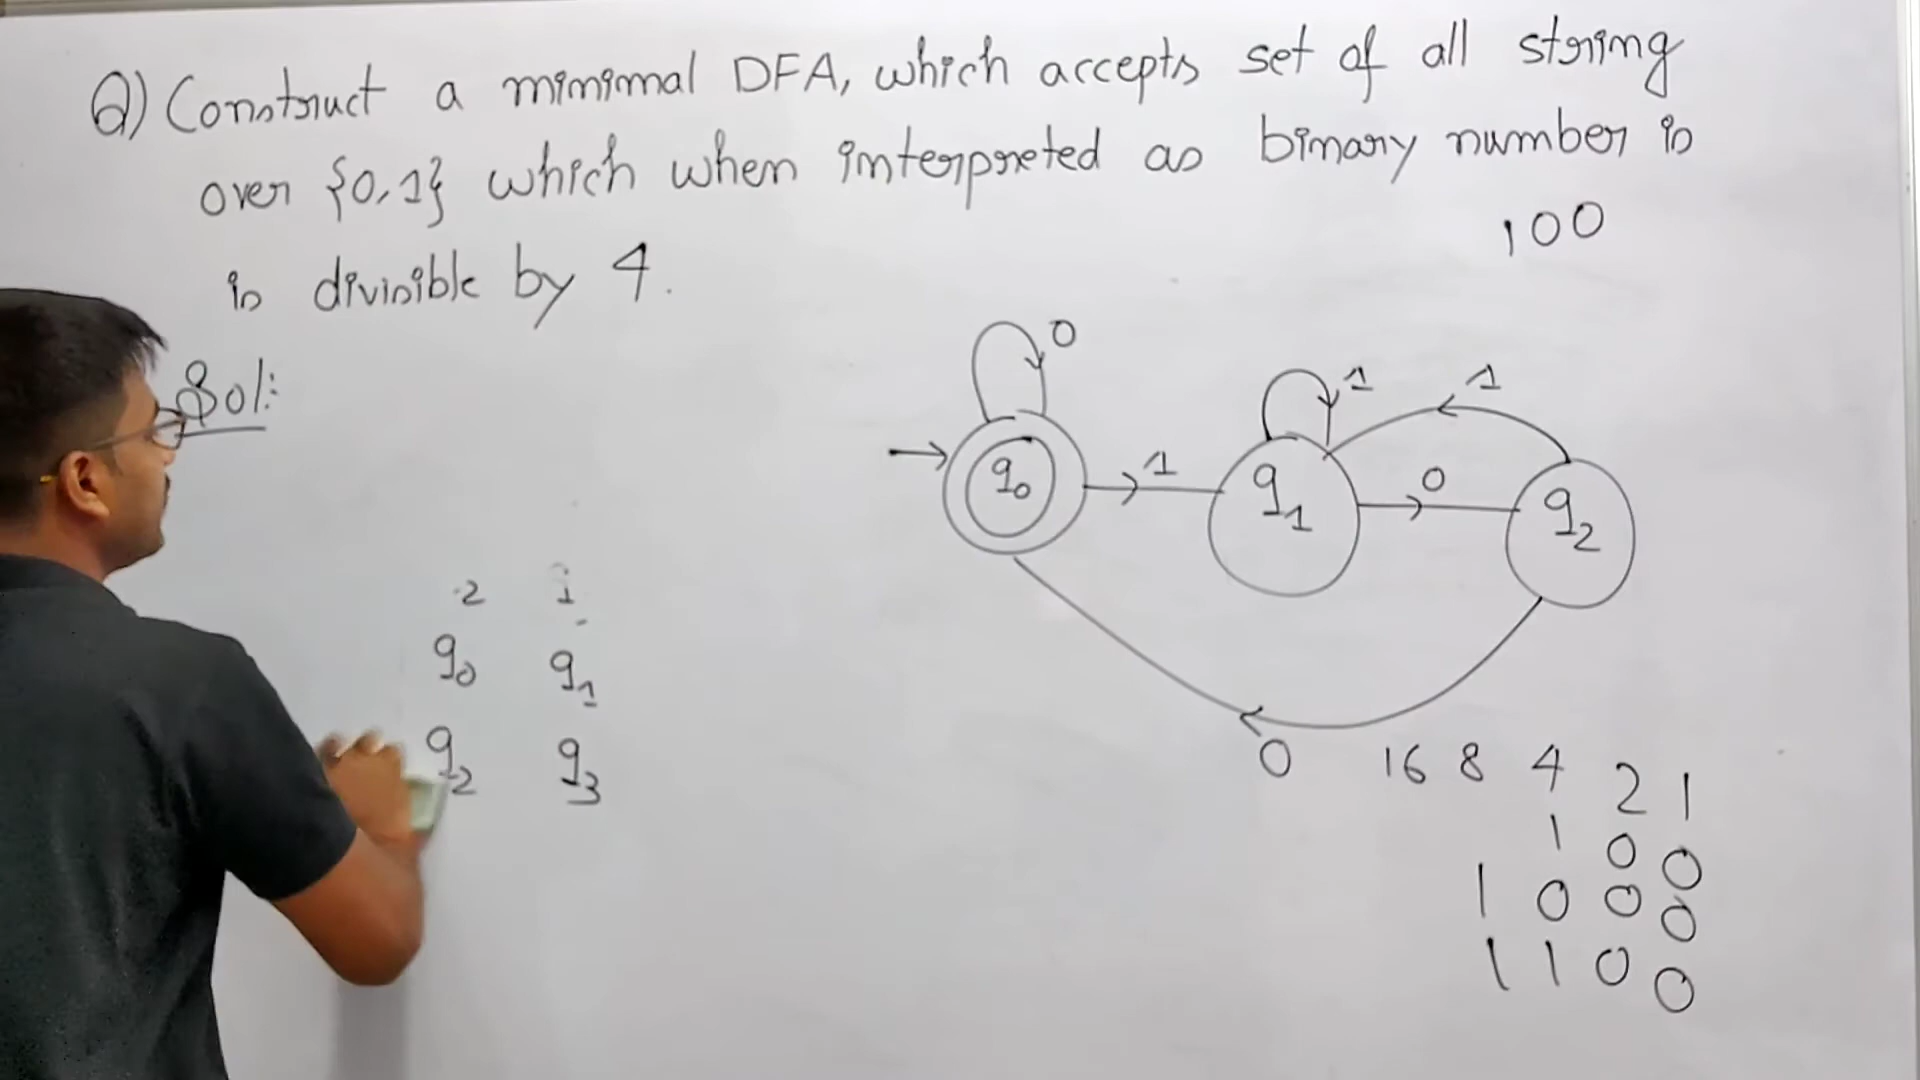 Q) Construct a minimal DFA, which accepts set of all string
over {0,1} which when interpreted as binary number is
is divisible by 4.
100
Sol:
0
1
1
q0
1
q1
0
q2
0
2 1
q0 q1
q2 q3
16 8 4 2 1
1 0 0
1 0 0 0
1 1 0 0